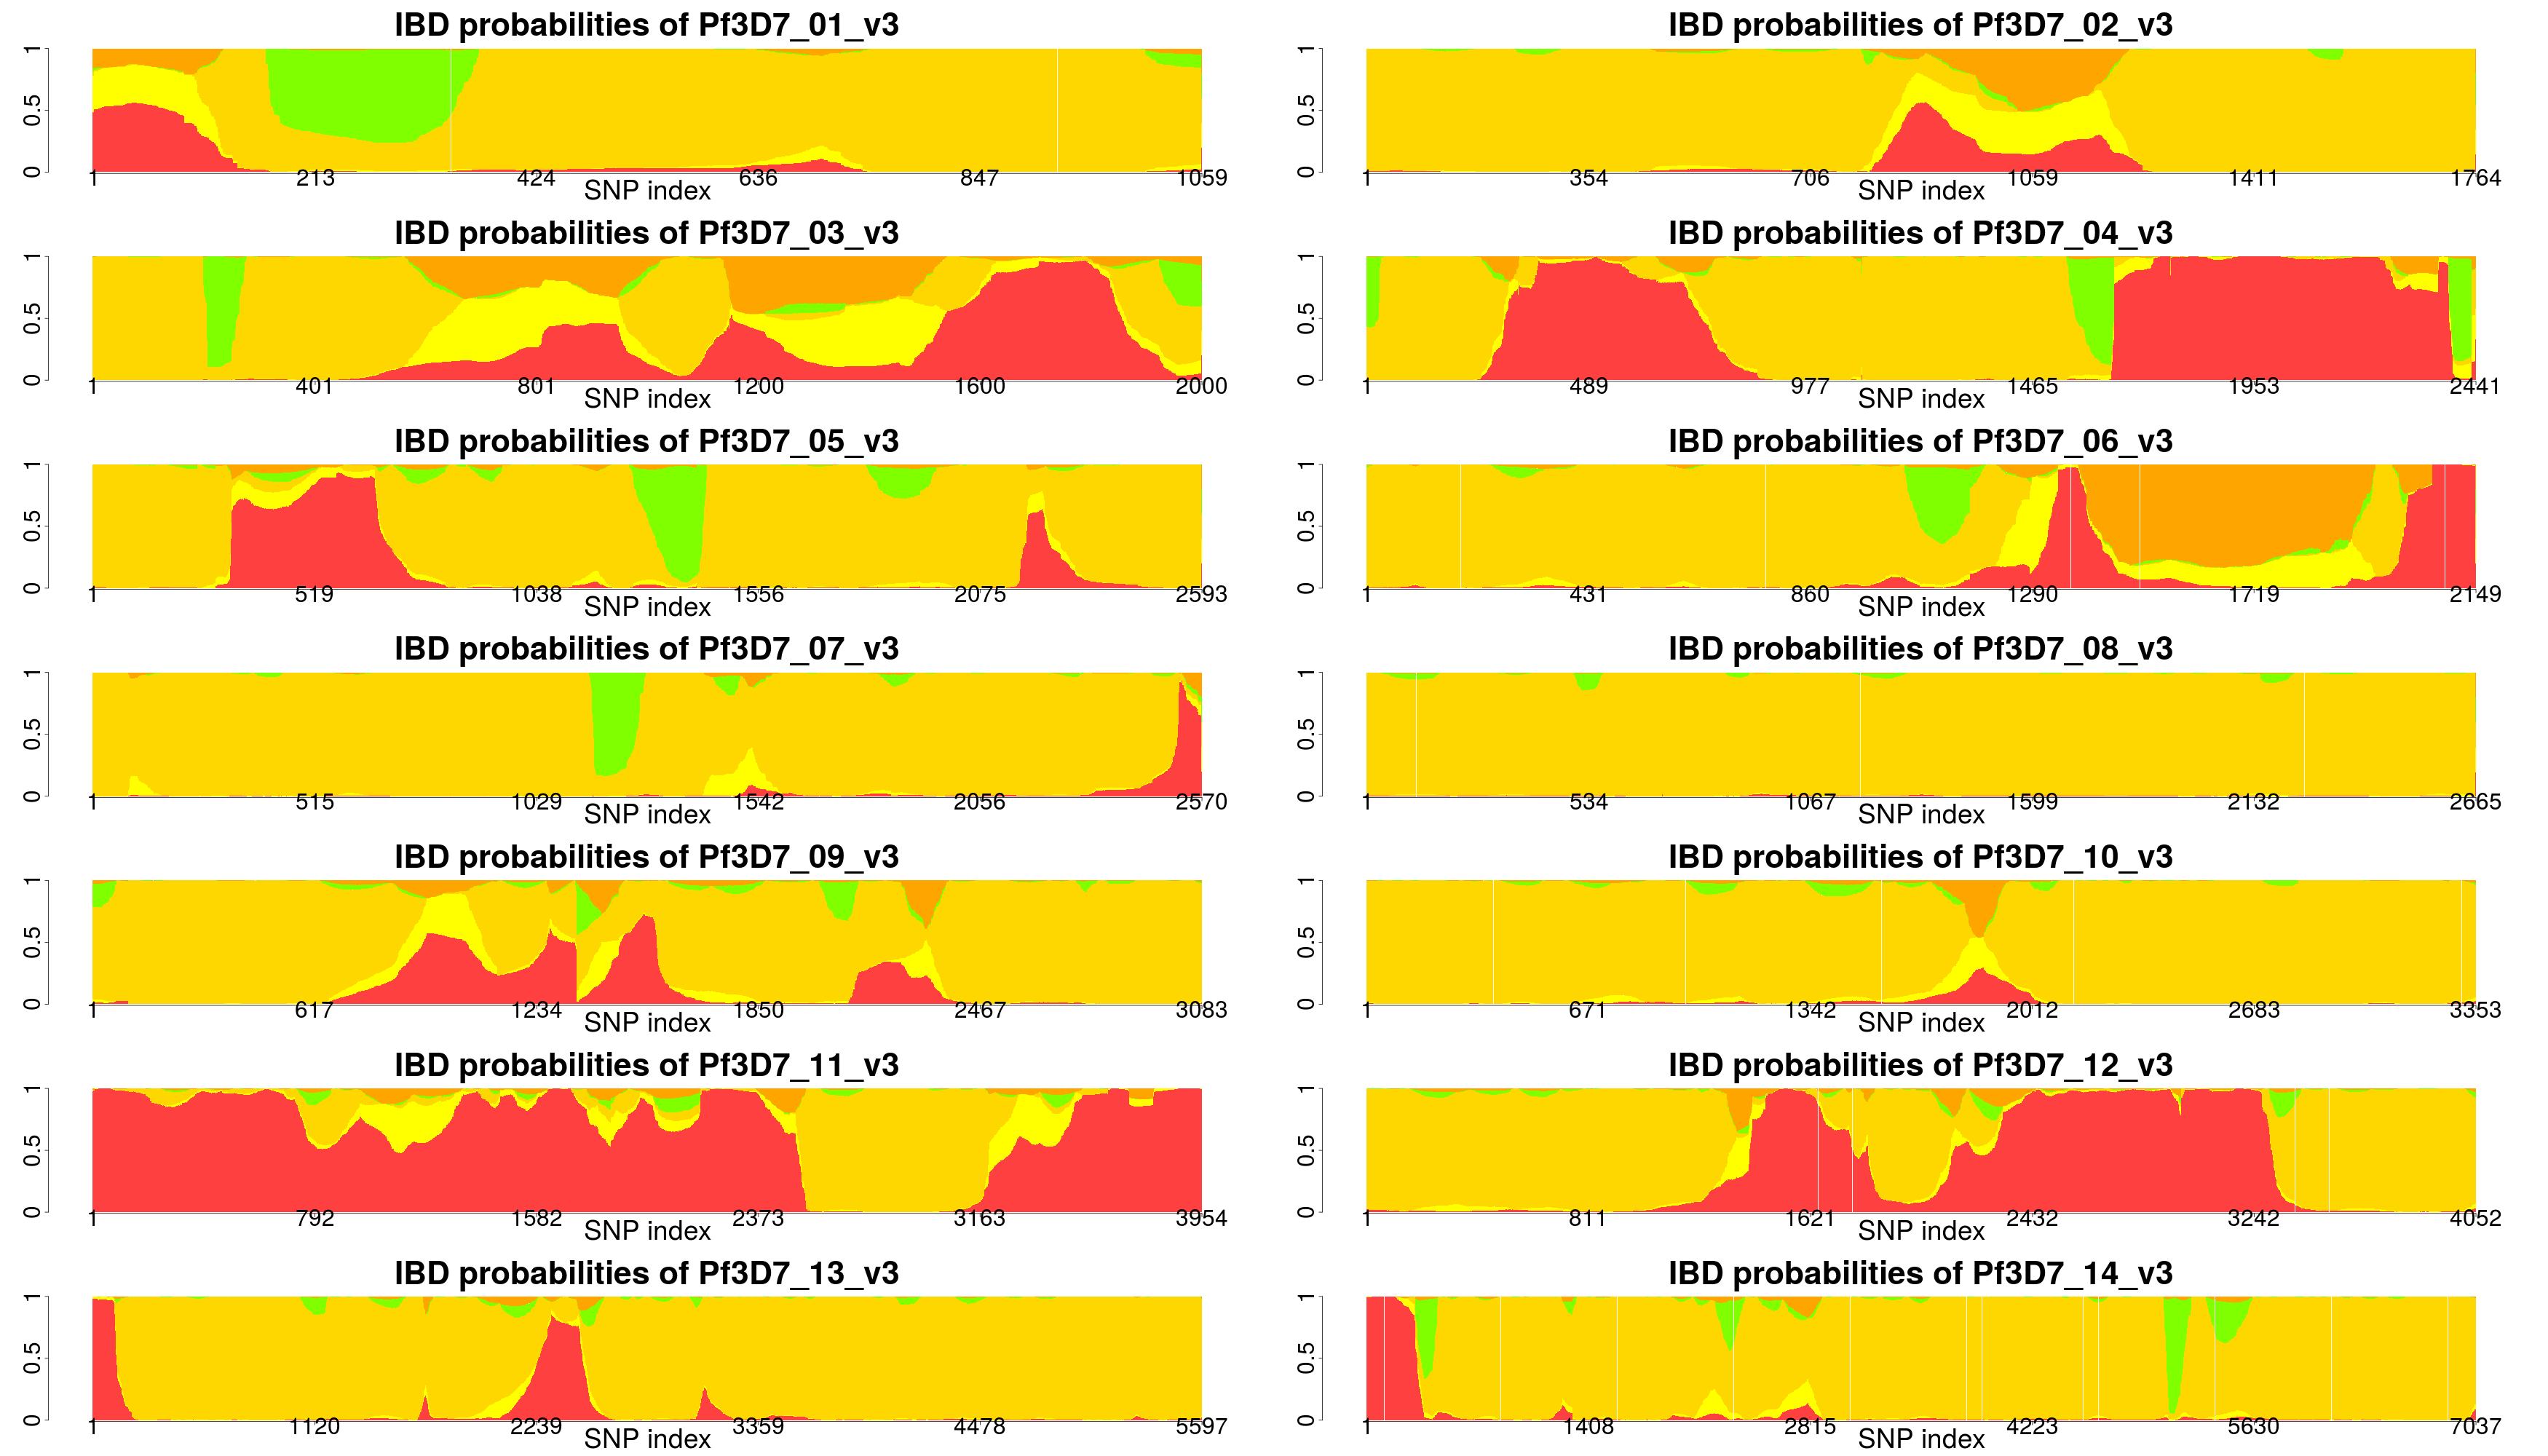 IBD probabilities of Pf3D7_01_v3
0 0.5 1
1 213 424 636 847 1059
SNP index
IBD probabilities of Pf3D7_02_v3
0 0.5 1
1 354 706 1059 1411 1764
SNP index
IBD probabilities of Pf3D7_03_v3
0 0.5 1
1 401 801 1200 1600 2000
SNP index
IBD probabilities of Pf3D7_04_v3
0 0.5 1
1 489 977 1465 1953 2441
SNP index
IBD probabilities of Pf3D7_05_v3
0 0.5 1
1 519 1038 1556 2075 2593
SNP index
IBD probabilities of Pf3D7_06_v3
0 0.5 1
1 431 860 1290 1719 2149
SNP index
IBD probabilities of Pf3D7_07_v3
0 0.5 1
1 515 1029 1542 2056 2570
SNP index
IBD probabilities of Pf3D7_08_v3
0 0.5 1
1 534 1067 1599 2132 2665
SNP index
IBD probabilities of Pf3D7_09_v3
0 0.5 1
1 617 1234 1850 2467 3083
SNP index
IBD probabilities of Pf3D7_10_v3
0 0.5 1
1 671 1342 2012 2683 3353
SNP index
IBD probabilities of Pf3D7_11_v3
0 0.5 1
1 792 1582 2373 3163 3954
SNP index
IBD probabilities of Pf3D7_12_v3
0 0.5 1
1 811 1621 2432 3242 4052
SNP index
IBD probabilities of Pf3D7_13_v3
0 0.5 1
1 1120 2239 3359 4478 5597
SNP index
IBD probabilities of Pf3D7_14_v3
0 0.5 1
1 1408 2815 4223 5630 7037
SNP index